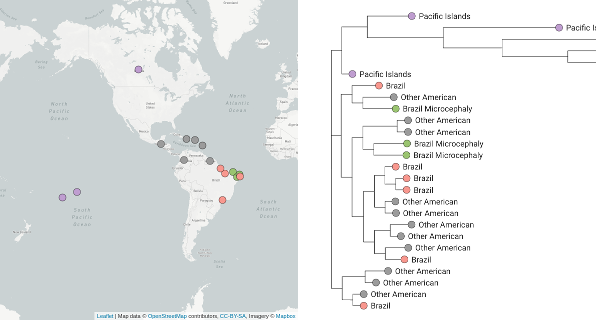 North
Pacific
Ocean
North
Atlantic
Ocean
South
Pacific
Ocean
South
Atlantic
Ocean
Leaflet | Map data © OpenStreetMap contributors, CC-BY-SA, Imagery © Mapbox
Pacific Islands
Pacific Is
Pacific Islands
Brazil
Other American
Brazil Microcephaly
Other American
Other American
Brazil Microcephaly
Brazil Microcephaly
Brazil
Brazil
Brazil
Other American
Other American
Other American
Other American
Other American
Brazil
Other American
Other American
Other American
Brazil